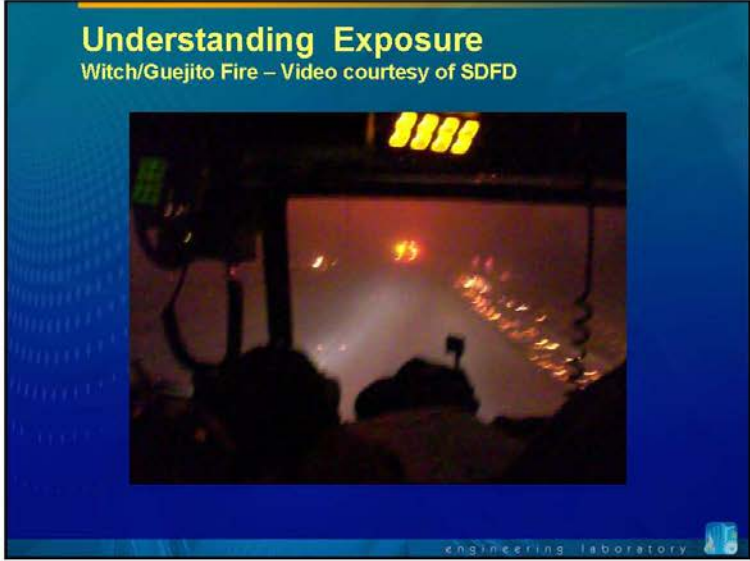 Understanding Exposure
Witch/Guejito Fire – Video courtesy of SDFD
engineering laboratory